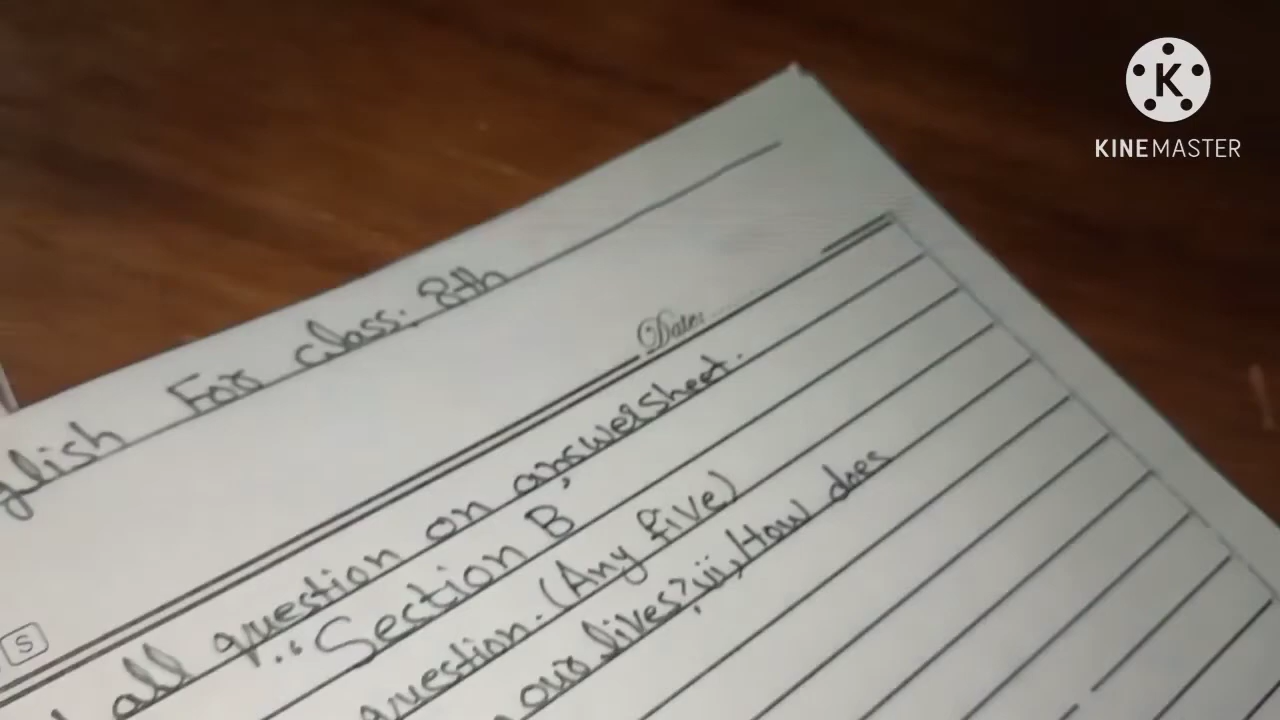 KINEMASTER
glish For class: 8th
Date:
S
all question on answersheet.
Section B
question. (Any five)
our lives? ii, How does